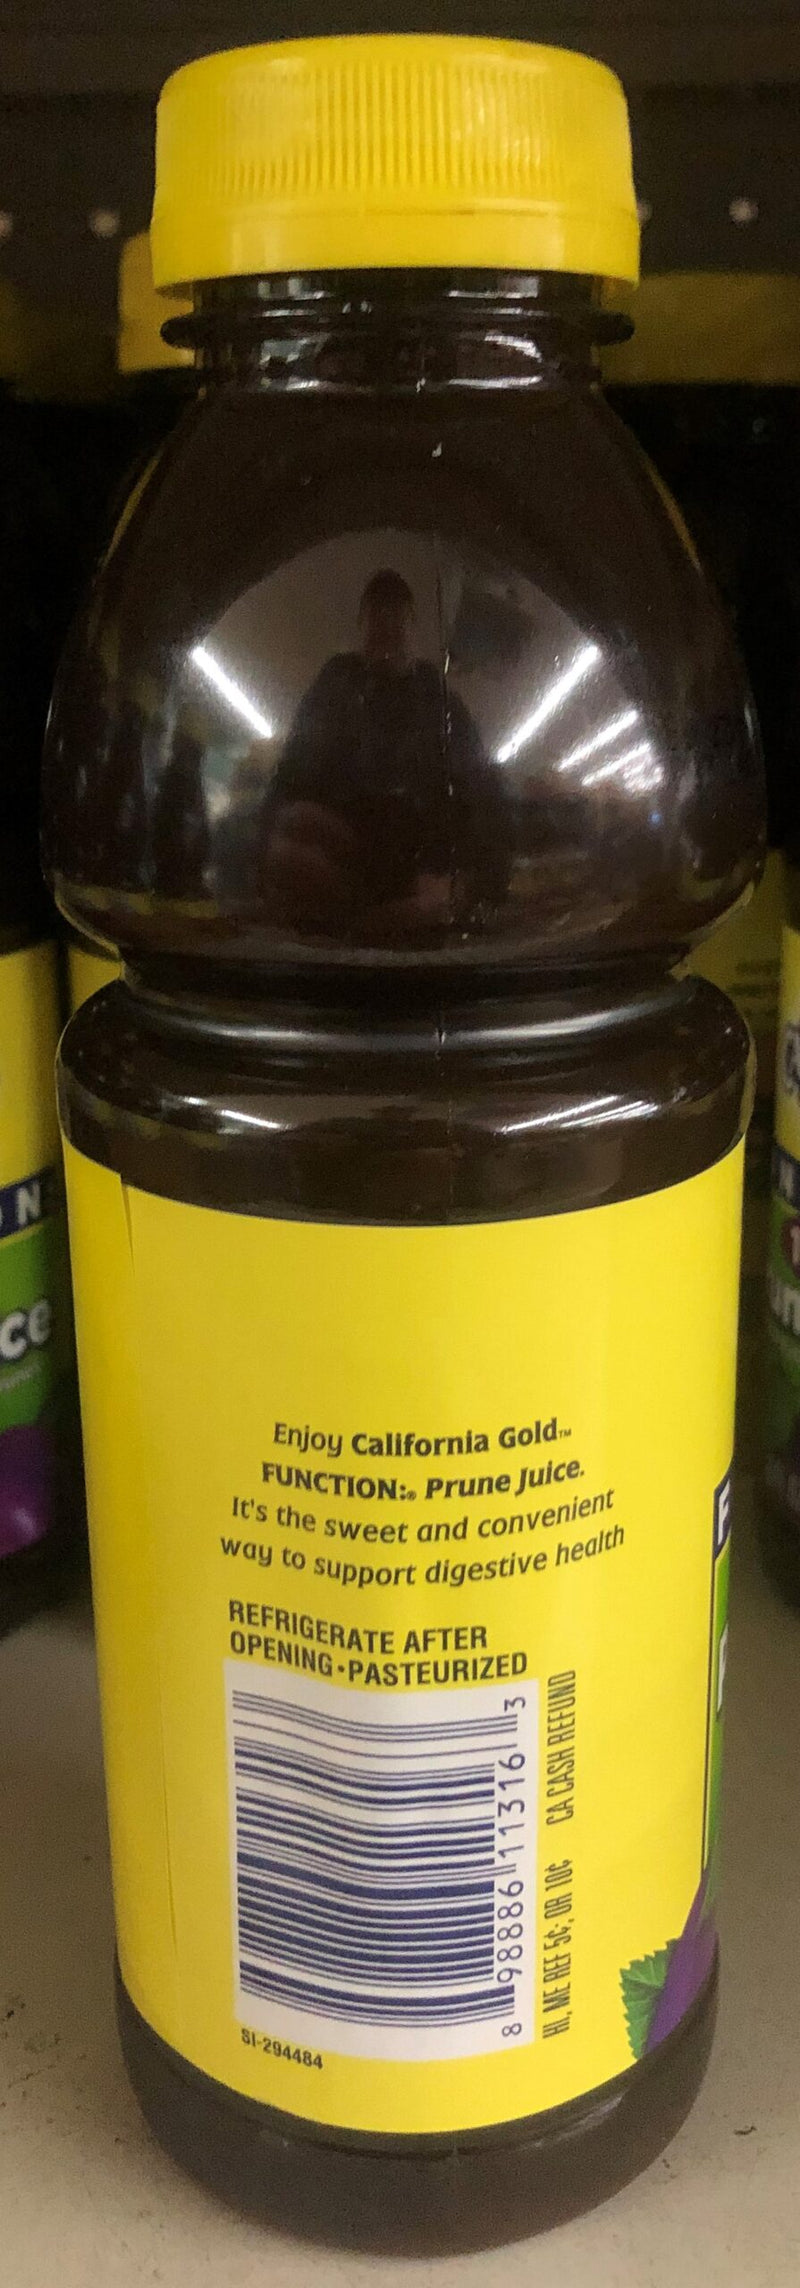 Enjoy California Gold™
FUNCTION:® Prune Juice.
It's the sweet and convenient
way to support digestive health
REFRIGERATE AFTER
OPENING•PASTEURIZED
8 98886 11316 3
HI, ME REF 5¢; OR 10¢ CA CASH REFUND
SI-294484
N
ce
F